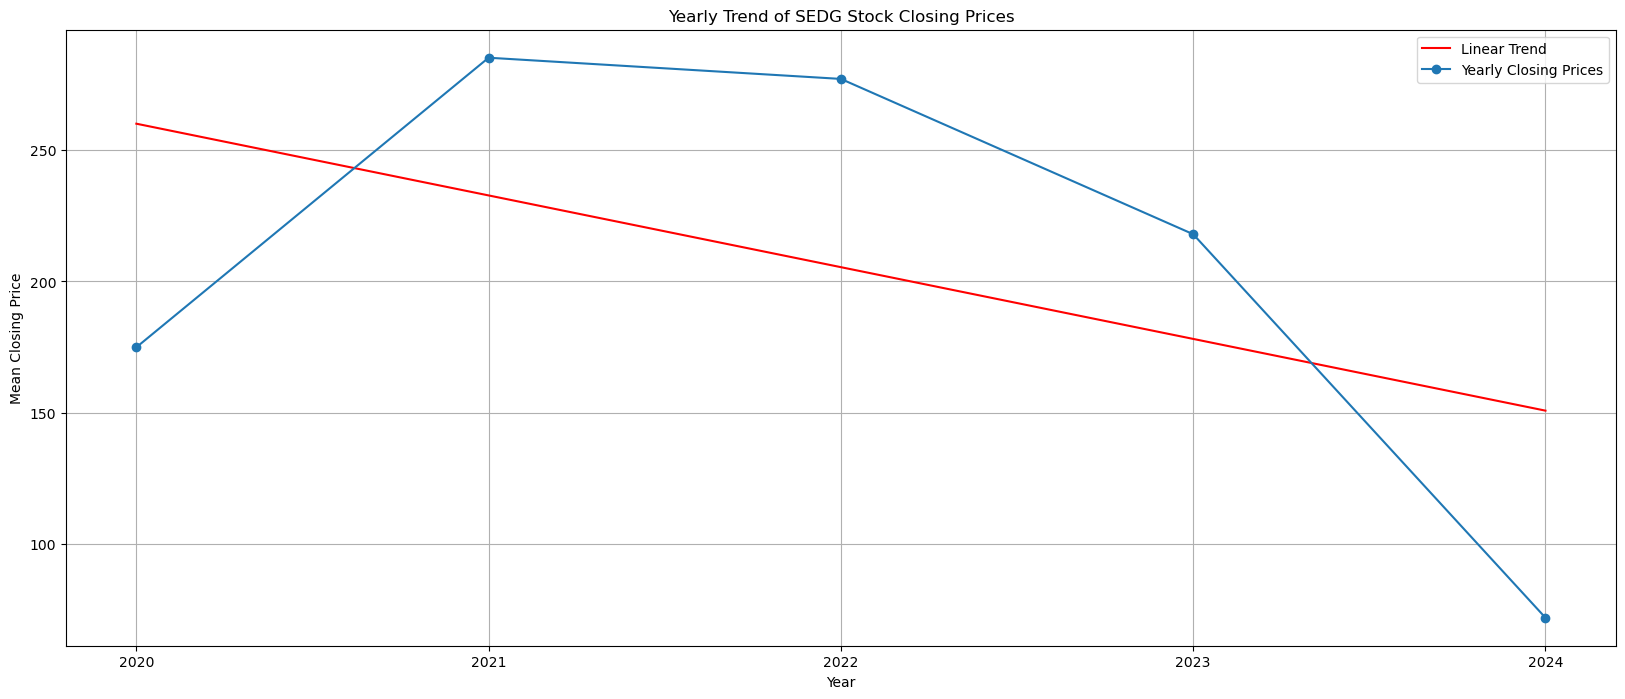 Yearly Trend of SEDG Stock Closing Prices
Linear Trend
Yearly Closing Prices
Mean Closing Price
250
200
150
100
2020
2021
2022
2023
2024
Year